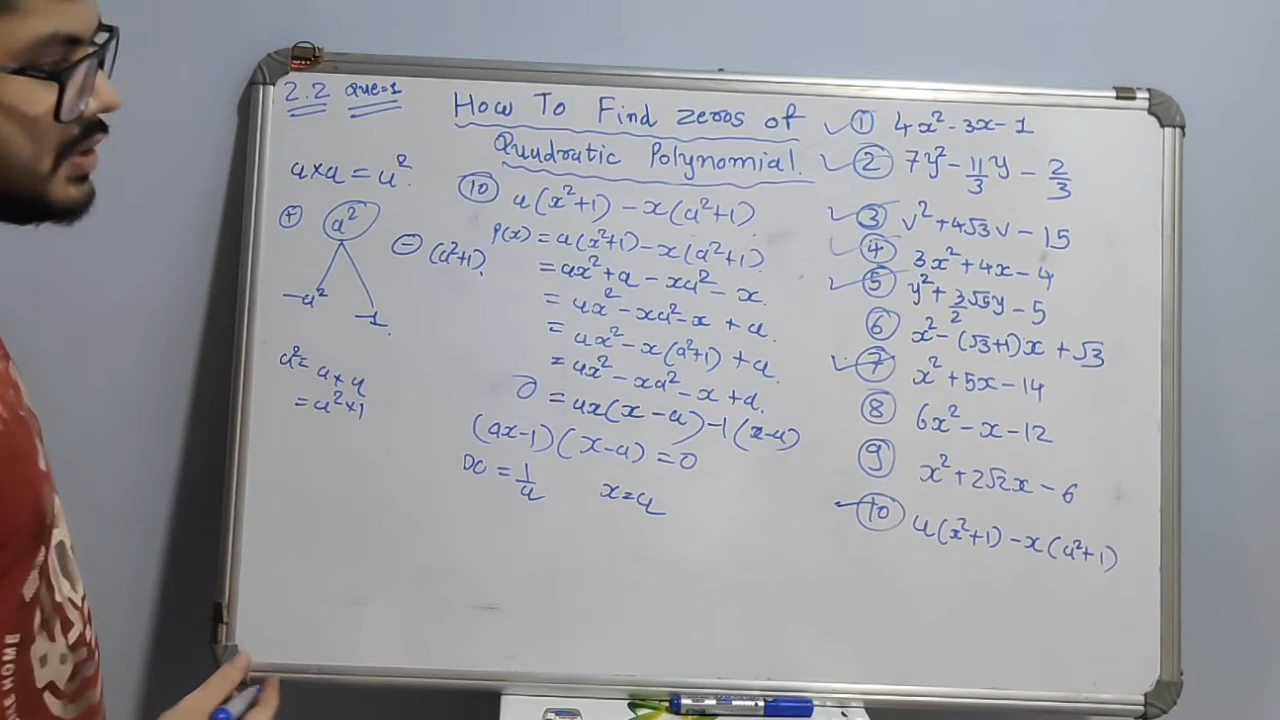 2.2 Que=1
How To Find zeros of
Quadratic Polynomial.
a×a = a².
⊕ a² ⊖ (a²+1).
-a² -1.
a² = a × a
= a²×1
⑩ a(x²+1) - x(a²+1)
P(x) = a(x²+1) - x(a²+1).
= ax² + a - xa² - x.
= ax² - xa² - x + a.
= ax² - x(a²+1) + a.
= ax² - xa² - x + a.
0 = ax(x-a) - 1(x-a)
(ax-1)(x-a) = 0
x = 1/a x=a
① 4x² - 3x - 1
② 7y² - 11/3 y - 2/3
③ v² + 4√3v - 15
④ 3x² + 4x - 4
⑤ y² + 3/2 √5y - 5
⑥ x² - (√3+1)x + √3
⑦ x² + 5x - 14
⑧ 6x² - x - 12
⑨ x² + 2√2x - 6
⑩ a(x²+1) - x(a²+1)